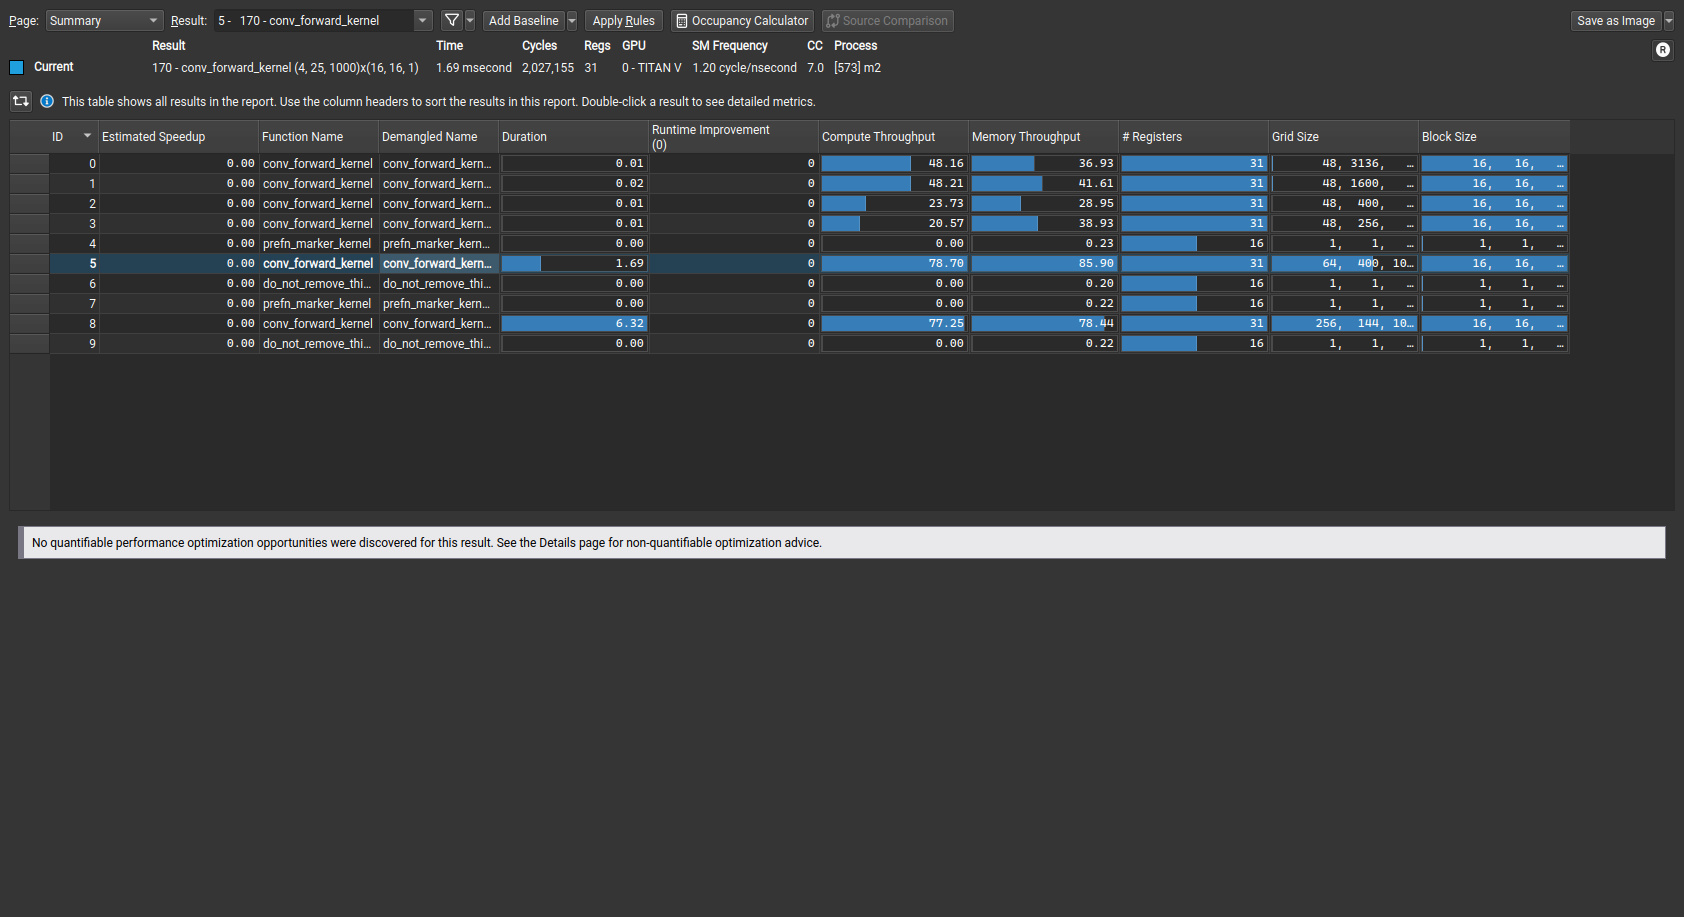 Page: Summary Result: 5 - 170 - conv_forward_kernel Add Baseline Apply Rules Occupancy Calculator Source Comparison Save as Image
Result Time Cycles Regs GPU SM Frequency CC Process
Current 170 - conv_forward_kernel (4, 25, 1000)x(16, 16, 1) 1.69 msecond 2,027,155 31 0 - TITAN V 1.20 cycle/nsecond 7.0 [573] m2
R
This table shows all results in the report. Use the column headers to sort the results in this report. Double-click a result to see detailed metrics.
ID Estimated Speedup Function Name Demangled Name Duration Runtime Improvement (0) Compute Throughput Memory Throughput # Registers Grid Size Block Size
0 0.00 conv_forward_kernel conv_forward_kern... 0.01 0 48.16 36.93 31 48, 3136, ... 16, 16, ...
1 0.00 conv_forward_kernel conv_forward_kern... 0.02 0 48.21 41.61 31 48, 1600, ... 16, 16, ...
2 0.00 conv_forward_kernel conv_forward_kern... 0.01 0 23.73 28.95 31 48, 400, ... 16, 16, ...
3 0.00 conv_forward_kernel conv_forward_kern... 0.01 0 20.57 38.93 31 48, 256, ... 16, 16, ...
4 0.00 prefn_marker_kernel prefn_marker_kern... 0.00 0 0.00 0.23 16 1, 1, ... 1, 1, ...
5 0.00 conv_forward_kernel conv_forward_kern... 1.69 0 78.70 85.90 31 64, 400, 10... 16, 16, ...
6 0.00 do_not_remove_thi... do_not_remove_thi... 0.00 0 0.00 0.20 16 1, 1, ... 1, 1, ...
7 0.00 prefn_marker_kernel prefn_marker_kern... 0.00 0 0.00 0.22 16 1, 1, ... 1, 1, ...
8 0.00 conv_forward_kernel conv_forward_kern... 6.32 0 77.25 78.44 31 256, 144, 10... 16, 16, ...
9 0.00 do_not_remove_thi... do_not_remove_thi... 0.00 0 0.00 0.22 16 1, 1, ... 1, 1, ...
No quantifiable performance optimization opportunities were discovered for this result. See the Details page for non-quantifiable optimization advice.